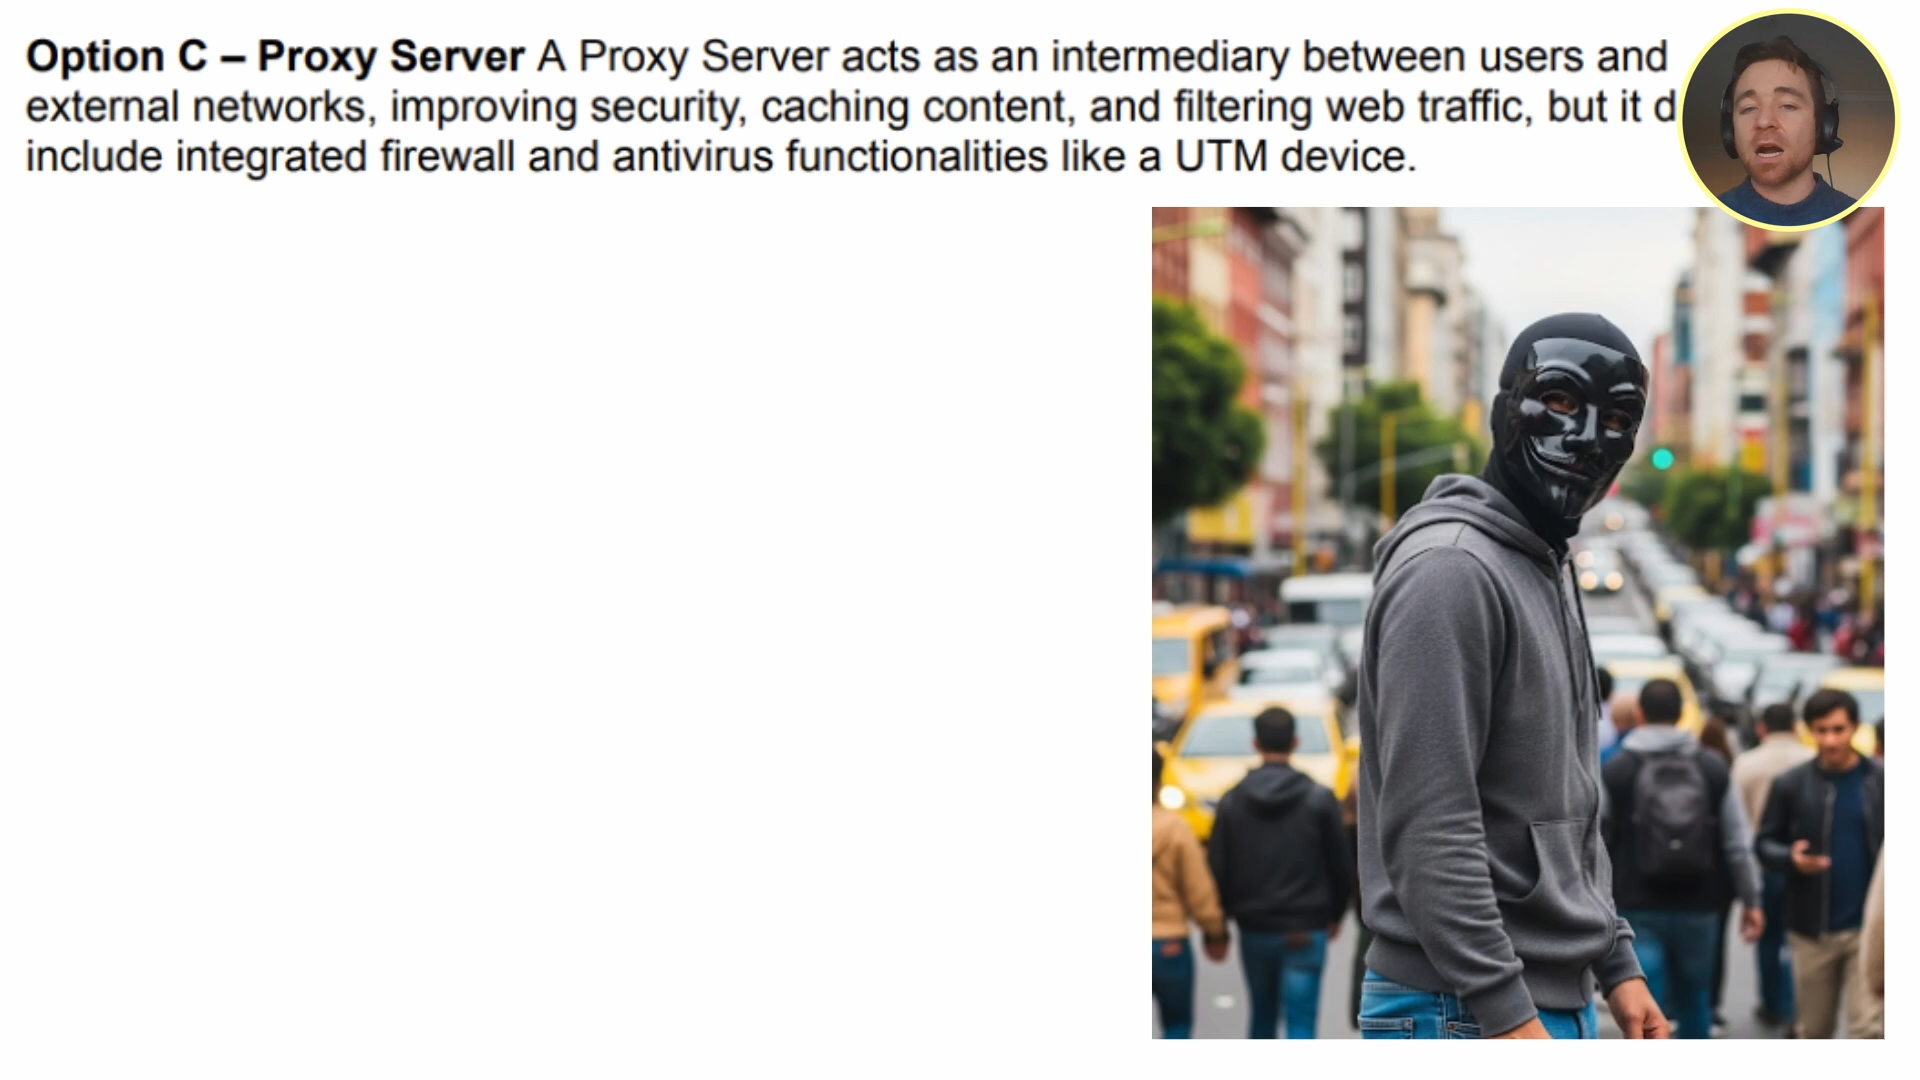 Option C – Proxy Server A Proxy Server acts as an intermediary between users and
external networks, improving security, caching content, and filtering web traffic, but it
include integrated firewall and antivirus functionalities like a UTM device.